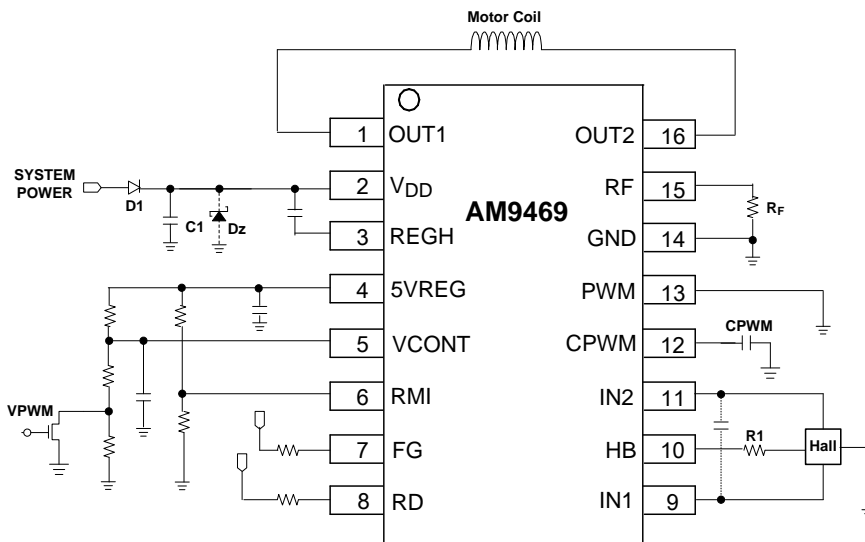 Motor Coil
1 OUT1
OUT2 16
SYSTEM
POWER
D1
C1
Dz
2 VDD
RF 15
RF
AM9469
3 REGH
GND 14
4 5VREG
PWM 13
5 VCONT
CPWM 12
CPWM
VPWM
6 RMI
IN2 11
7 FG
HB 10
R1
Hall
8 RD
IN1 9